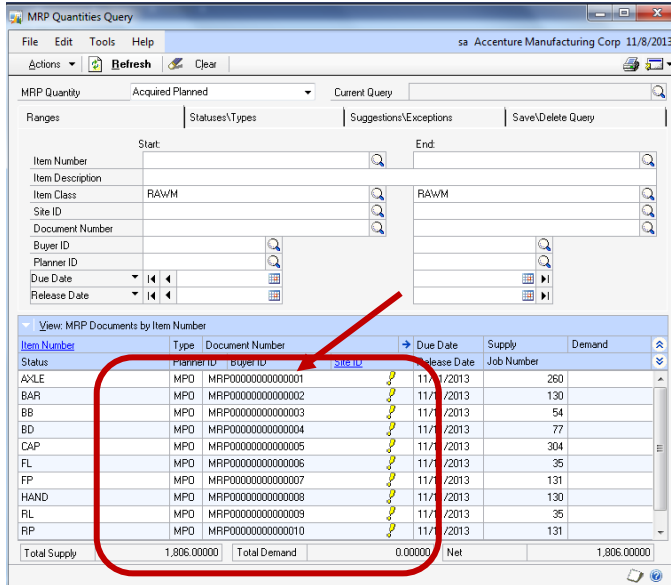 MRP Quantities Query
File Edit Tools Help sa Accenture Manufacturing Corp 11/8/2013
Actions Refresh Clear
MRP Quantity Acquired Planned Current Query
Ranges Statuses\Types Suggestions\Exceptions Save\Delete Query
Start: End:
Item Number
Item Description
Item Class RAWM RAWM
Site ID
Document Number
Buyer ID
Planner ID
Due Date
Release Date
View: MRP Documents by Item Number
Item Number Type Document Number Due Date Supply Demand
Status Planner ID Buyer ID Site ID Release Date Job Number
AXLE MPO MRP00000000000001 260
BAR MPO MRP00000000000002 130
BB MPO MRP00000000000003 54
BD MPO MRP00000000000004 77
CAP MPO MRP00000000000005 304
FL MPO MRP00000000000006 35
FP MPO MRP00000000000007 131
HAND MPO MRP00000000000008 130
RL MPO MRP00000000000009 35
RP MPO MRP00000000000010 131
Total Supply 1,806.00000 Total Demand 0.00000 Net 1,806.00000